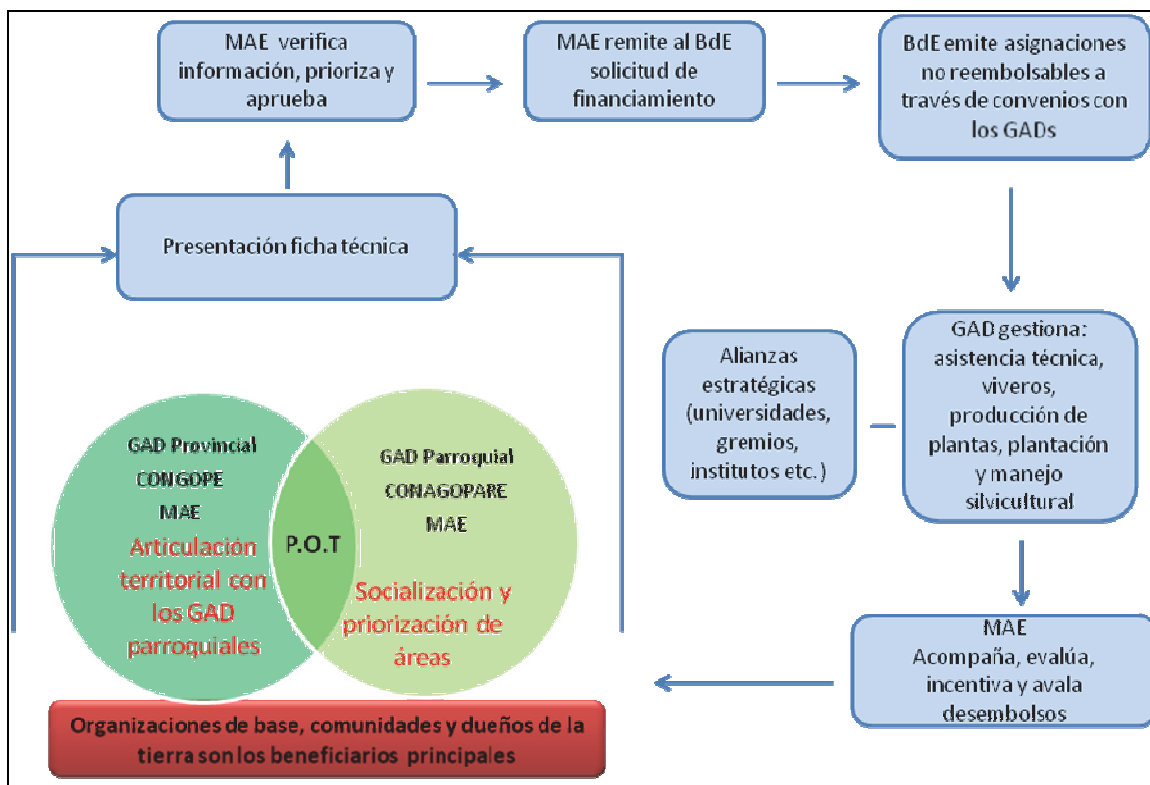 MAE verifica
información, prioriza y
aprueba
MAE remite al BdE
solicitud de
financiamiento
BdE emite asignaciones
no reembolsables a
través de convenios con
los GADs
Presentación ficha técnica
Alianzas
estratégicas
(universidades,
gremios,
institutos etc.)
GAD gestiona:
asistencia técnica,
viveros,
producción de
plantas, plantación
y manejo
silvicultural
GAD Provincial
CONGOPE
MAE
Articulación
territorial con
los GAD
parroquiales
P.O.T
GAD Parroquial
CONAGOPARE
MAE
Socialización y
priorización de
áreas
MAE
Acompaña, evalúa,
incentiva y avala
desembolsos
Organizaciones de base, comunidades y dueños de la
tierra son los beneficiarios principales